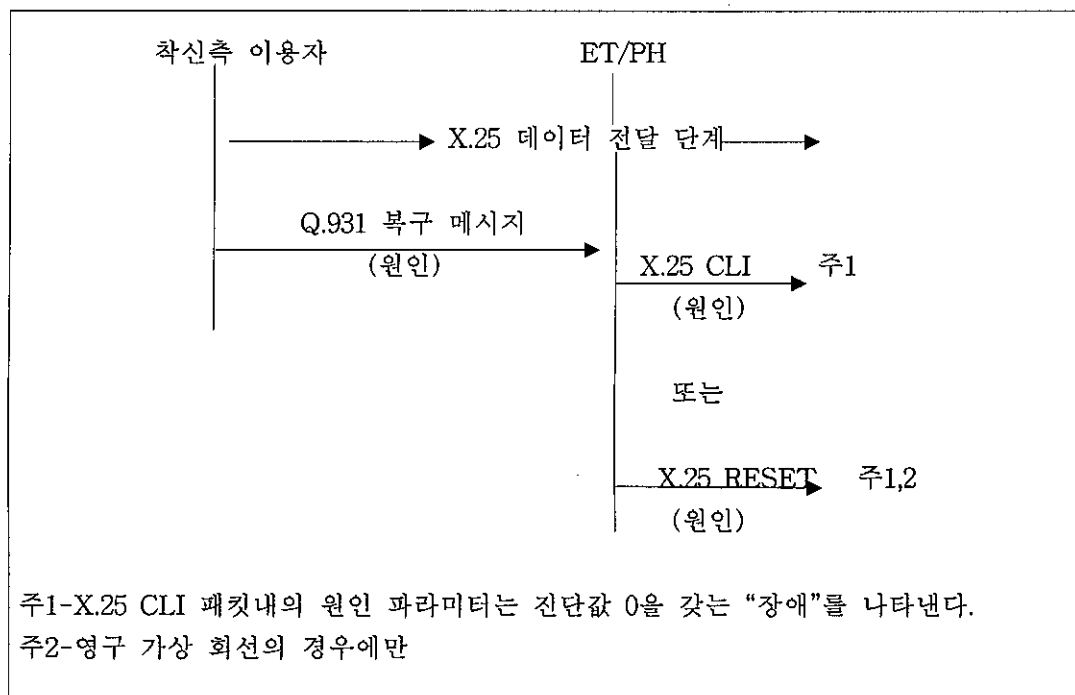 착신측 이용자 ET/PH
X.25 데이터 전달 단계
Q.931 복구 메시지
(원인)
X.25 CLI 주1
(원인)
또는
X.25 RESET 주1,2
(원인)
주1-X.25 CLI 패킷내의 원인 파라미터는 진단값 0을 갖는 “장애”를 나타낸다.
주2-영구 가상 회선의 경우에만